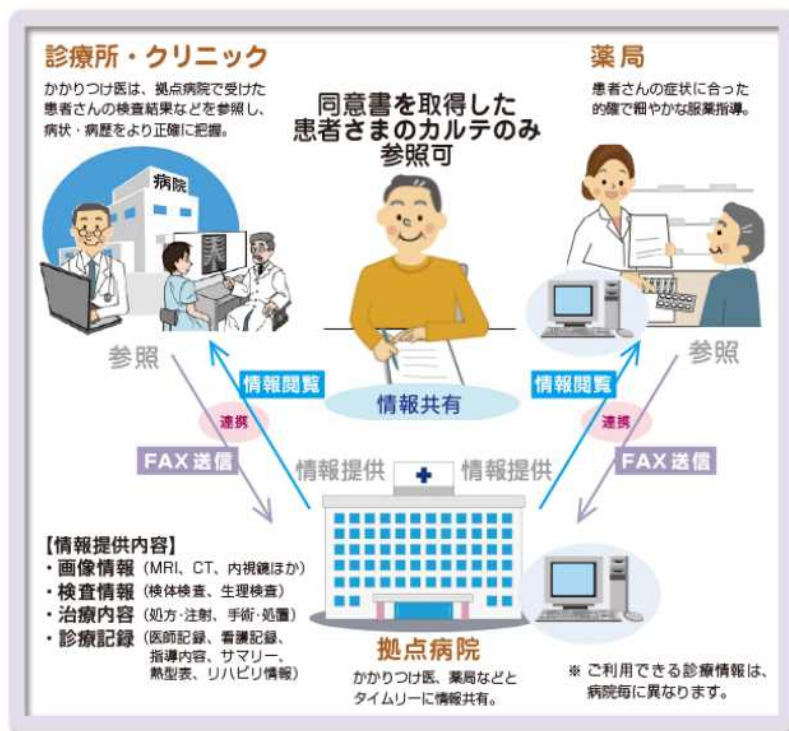 診療所・クリニック
かかりつけ医は、拠点病院で受けた
患者さんの検査結果などを参照し、
病状・病歴をより正確に把握。
病院
同意書を取得した
患者さまのカルテのみ
参照可
薬局
患者さんの症状に合った
的確で細やかな服薬指導。
参照
情報閲覧
連携
FAX 送信
情報共有
情報閲覧
参照
連携
FAX 送信
情報提供
情報提供
【情報提供内容】
・画像情報（MRI、CT、内視鏡ほか）
・検査情報（検体検査、生理検査）
・治療内容（処方・注射、手術・処置）
・診療記録（医師記録、看護記録、
指導内容、サマリー、
熱型表、リハビリ情報）
拠点病院
かかりつけ医、薬局などと
タイムリーに情報共有。
※ ご利用できる診療情報は、
病院毎に異なります。